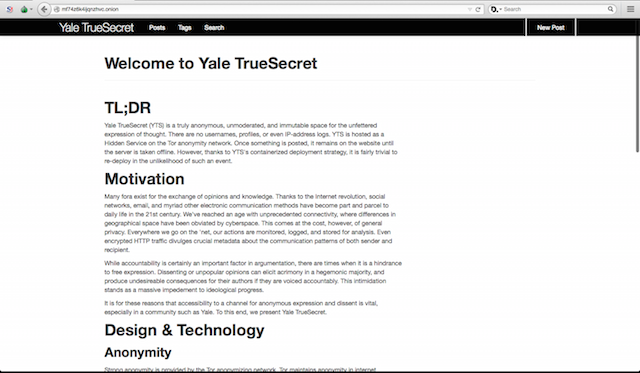 mt74z6k4ijqnzhvc.onion
Search
Yale TrueSecret Posts Tags Search New Post
Welcome to Yale TrueSecret
TL;DR
Yale TrueSecret (YTS) is a truly anonymous, unmoderated, and immutable space for the unfettered
expression of thought. There are no usernames, profiles, or even IP-address logs. YTS is hosted as a
Hidden Service on the Tor anonymity network. Once something is posted, it remains on the website until
the server is taken offline. However, thanks to YTS's containerized deployment strategy, it is fairly trivial to
re-deploy in the unlikelihood of such an event.
Motivation
Many fora exist for the exchange of opinions and knowledge. Thanks to the Internet revolution, social
networks, email, and myriad other electronic communication methods have become part and parcel to
daily life in the 21st century. We've reached an age with unprecedented connectivity, where differences in
geographical space have been obviated by cyberspace. This comes at the cost, however, of general
privacy. Everywhere we go on the 'net, our actions are monitored, logged, and stored for analysis. Even
encrypted HTTP traffic divulges crucial metadata about the communication patterns of both sender and
recipient.
While accountability is certainly an important factor in argumentation, there are times when it is a hindrance
to free expression. Dissenting or unpopular opinions can elicit acrimony in a hegemonic majority, and
produce undesireable consequences for their authors if they are voiced accountably. This intimidation
stands as a massive impedement to ideological progress.
It is for these reasons that accessibility to a channel for anonymous expression and dissent is vital,
especially in a community such as Yale. To this end, we present Yale TrueSecret.
Design & Technology
Anonymity
Strong anonymity is provided by the Tor anonymizing network. Tor maintains anonymity in internet